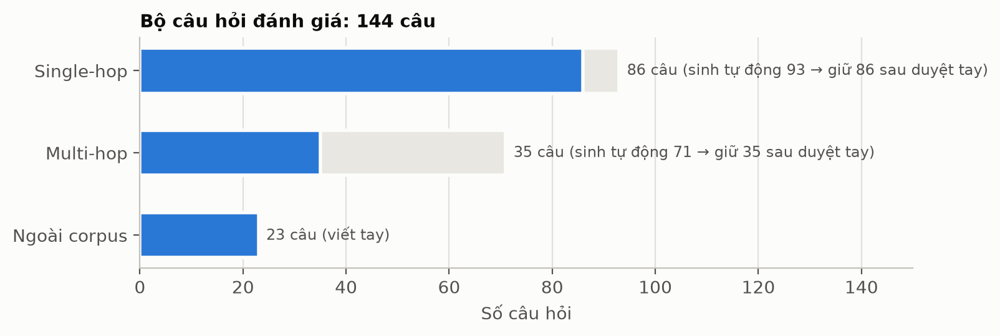 Bộ câu hỏi đánh giá: 144 câu
Single-hop
86 câu (sinh tự động 93 → giữ 86 sau duyệt tay)
Multi-hop
35 câu (sinh tự động 71 → giữ 35 sau duyệt tay)
Ngoài corpus
23 câu (viết tay)
0 20 40 60 80 100 120 140
Số câu hỏi